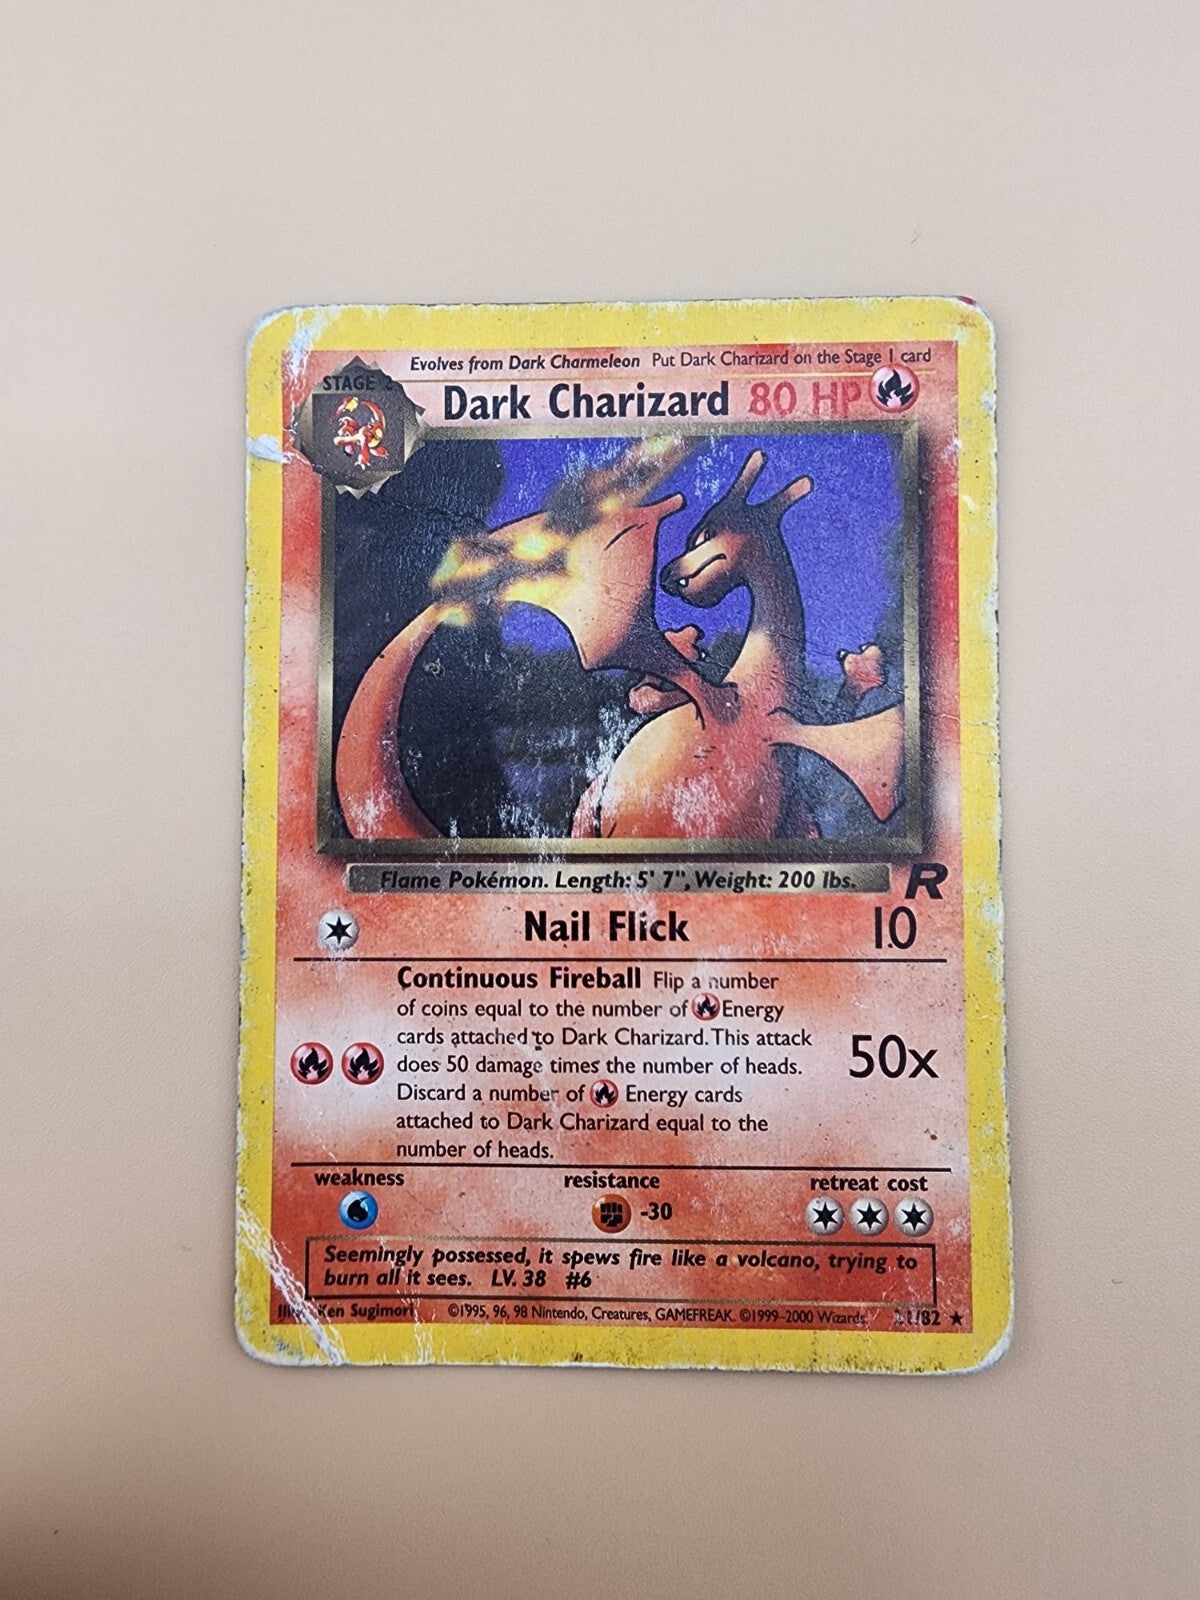 Evolves from Dark Charmeleon Put Dark Charizard on the Stage 1 card
STAGE 2
Dark Charizard 80 HP
Flame Pokémon. Length: 5' 7", Weight: 200 lbs.
R
Nail Flick 10
Continuous Fireball Flip a number
of coins equal to the number of Energy
cards attached to Dark Charizard. This attack
does 50 damage times the number of heads.
Discard a number of Energy cards
attached to Dark Charizard equal to the
number of heads.
50x
weakness resistance retreat cost
-30
Seemingly possessed, it spews fire like a volcano, trying to
burn all it sees. LV. 38 #6
Illus. Ken Sugimori ©1995, 96, 98 Nintendo, Creatures, GAMEFREAK. ©1999-2000 Wizards. 21/82